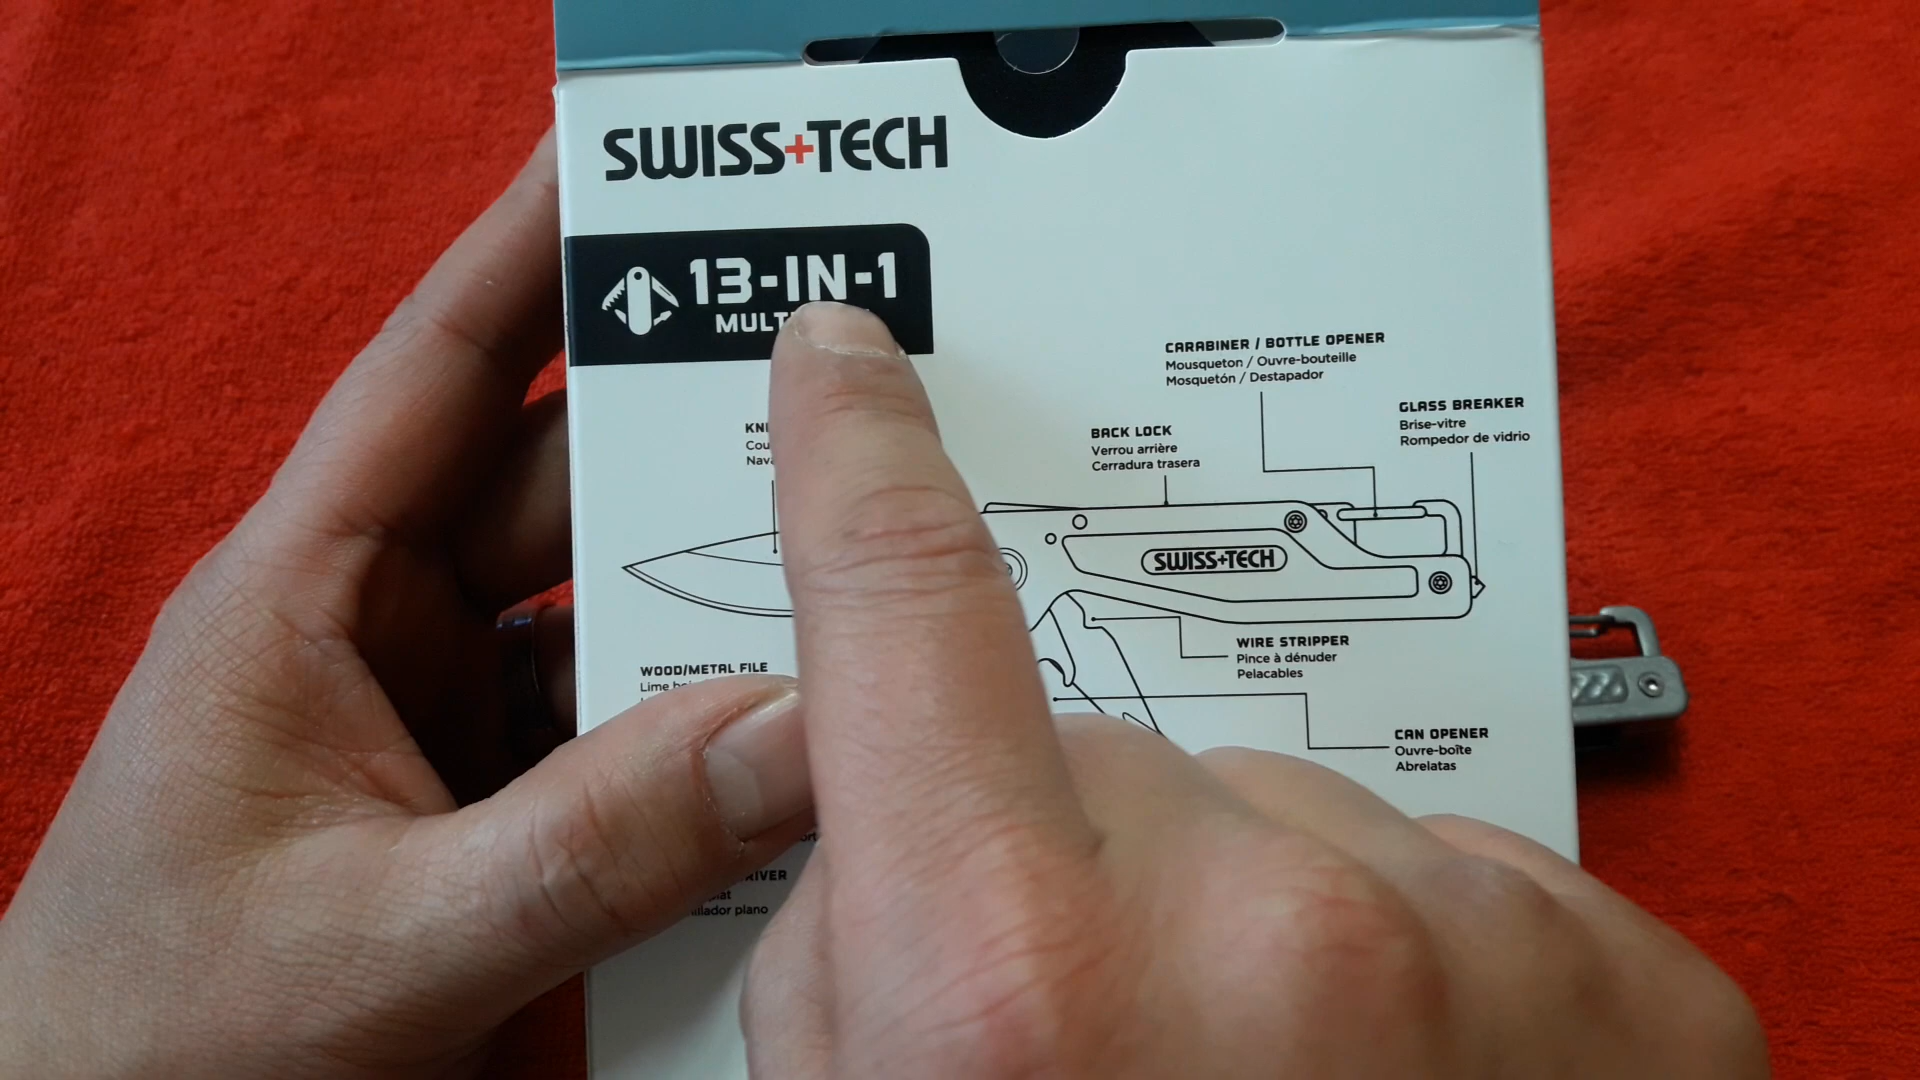 SWISS+TECH
13-IN-1
CARABINER / BOTTLE OPENER
Mousqueton / Ouvre-bouteille
Mosquetón / Destapador
GLASS BREAKER
Brise-vitre
Rompedor de vidrio
BACK LOCK
Verrou arrière
Cerradura trasera
SWISS+TECH
WIRE STRIPPER
Pince à dénuder
Pelacables
WOOD/METAL FILE
Lime
CAN OPENER
Ouvre-boîte
Abrelatas
plano